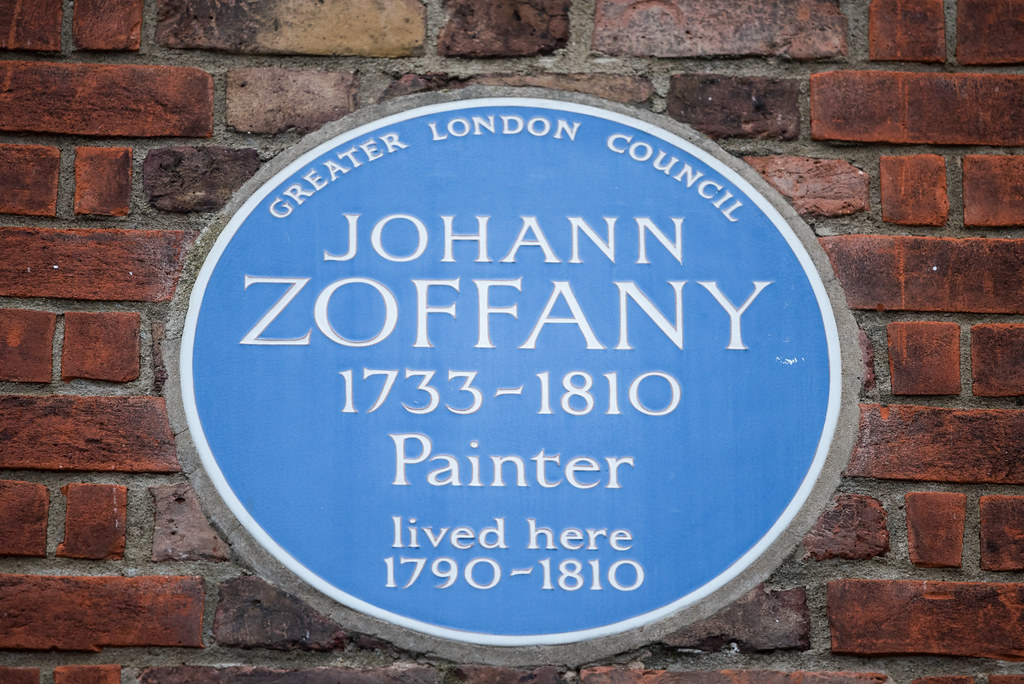 GREATER LONDON COUNCIL
JOHANN
ZOFFANY
1733-1810
Painter
lived here
1790-1810